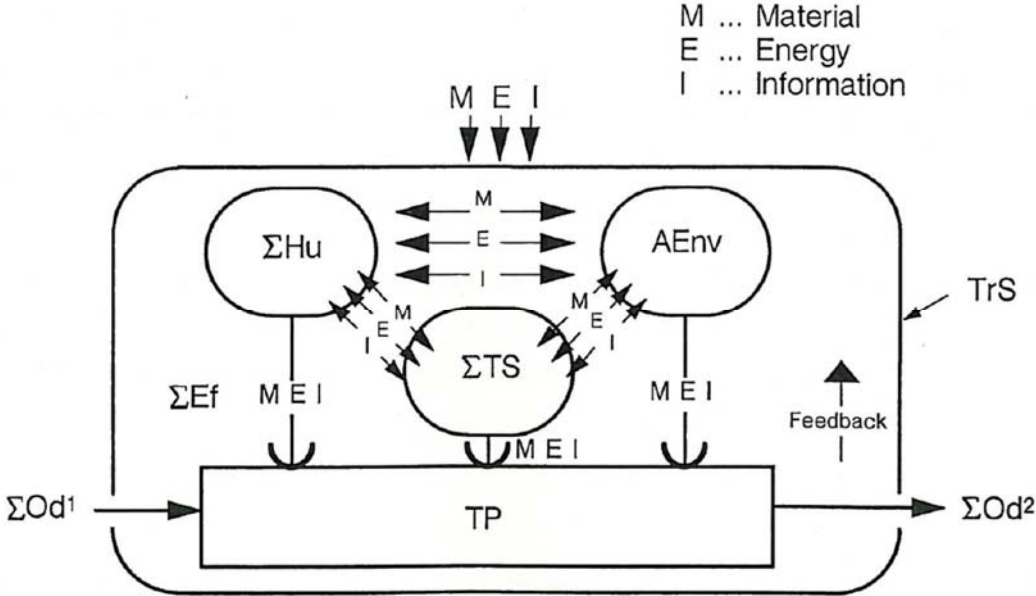 M ... Material
E ... Energy
I ... Information
M E I
ΣHu
M
E
I
AEnv
TrS
M
E
I
M
E
I
ΣTS
ΣEf
M E I
M E I
M E I
Feedback
ΣOd¹
TP
ΣOd²